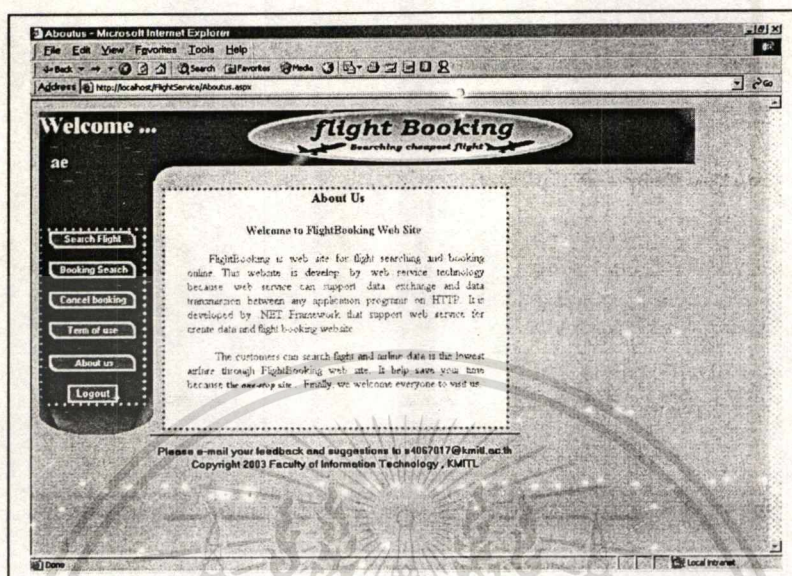 Aboutus - Microsoft Internet Explorer
File Edit View Favorites Tools Help
Back Search Favorites Media
Address http://localhost/FlightService/Aboutus.aspx Go
Welcome ...
flight Booking
Searching cheapest flight
ae
About Us
Welcome to FlightBooking Web Site
FlightBooking is web site for flight searching and booking
online. This website is develop by web service technology
because web service can support data exchange and data
transmission between any application program on HTTP. It is
developed by .NET Framework that support web service for
create data and flight booking website
The customers can search flight and airline data is the lowest
airfare through FlightBooking web site. It help save your time
because the one-stop site. Finally, we welcome everyone to visit us
Search Flight
Booking Search
Cancel booking
Term of use
About us
Logout
Please e-mail your feedback and suggestions to s4067017@kmitl.ac.th
Copyright 2003 Faculty of Information Technology , KMITL
Done Local intranet